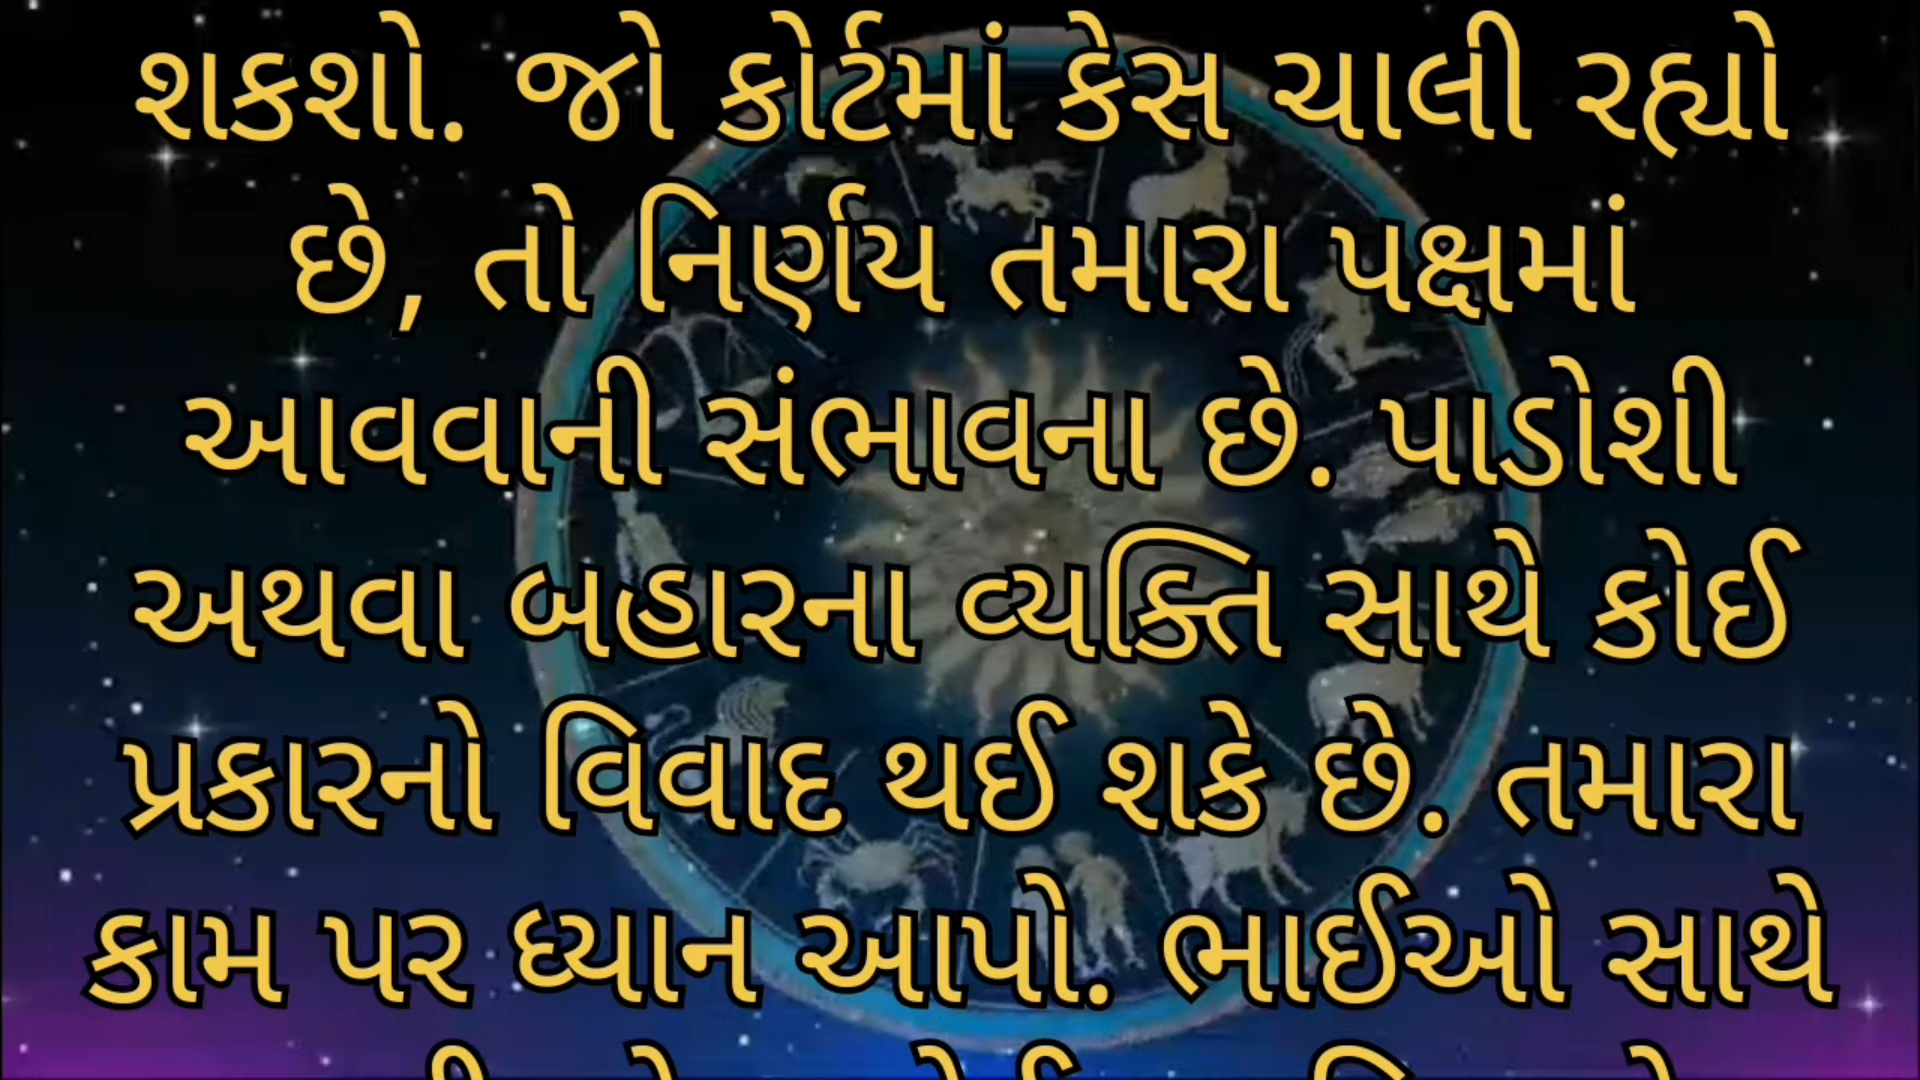 શકશો. જો કોર્ટમાં કેસ ચાલી રહ્યો
છે, તો નિર્ણય તમારા પક્ષમાં
આવવાની સંભાવના છે. પાડોશી
અથવા બહારના વ્યક્તિ સાથે કોઈ
પ્રકારનો વિવાદ થઈ શકે છે. તમારા
કામ પર ધ્યાન આપો. ભાઈઓ સાથે